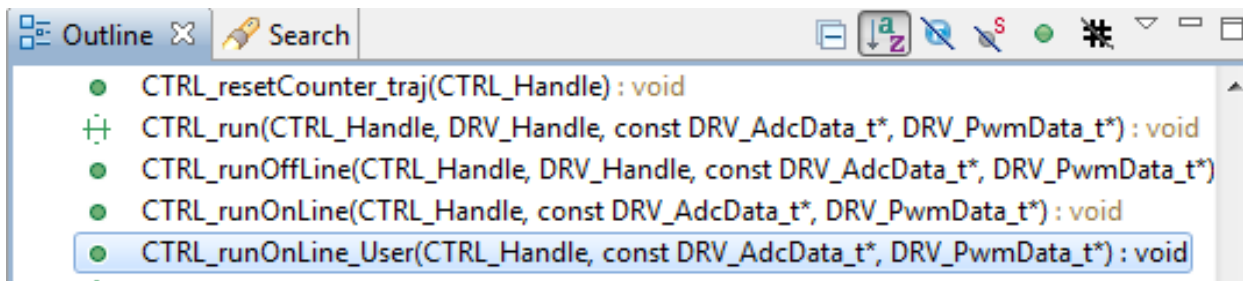 Outline Search
CTRL_resetCounter_traj(CTRL_Handle) : void
CTRL_run(CTRL_Handle, DRV_Handle, const DRV_AdcData_t*, DRV_PwmData_t*) : void
CTRL_runOffLine(CTRL_Handle, DRV_Handle, const DRV_AdcData_t*, DRV_PwmData_t*)
CTRL_runOnLine(CTRL_Handle, const DRV_AdcData_t*, DRV_PwmData_t*) : void
CTRL_runOnLine_User(CTRL_Handle, const DRV_AdcData_t*, DRV_PwmData_t*) : void